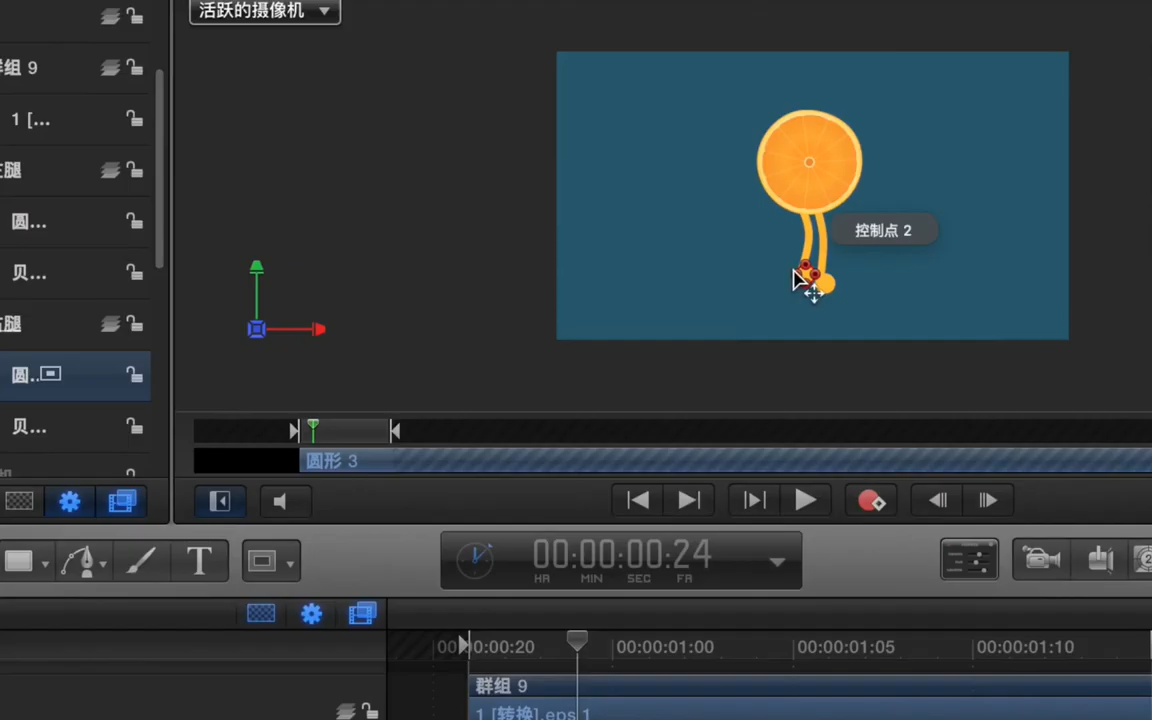 活跃的摄像机
群组 9
1 [...
左腿
圆...
贝...
右腿
圆..
贝...
控制点 2
圆形 3
T
00:00:00:24
HR MIN SEC FR
00:00:00:20 00:00:01:00 00:00:01:05 00:00:01:10
群组 9
1 [转换].eps 1